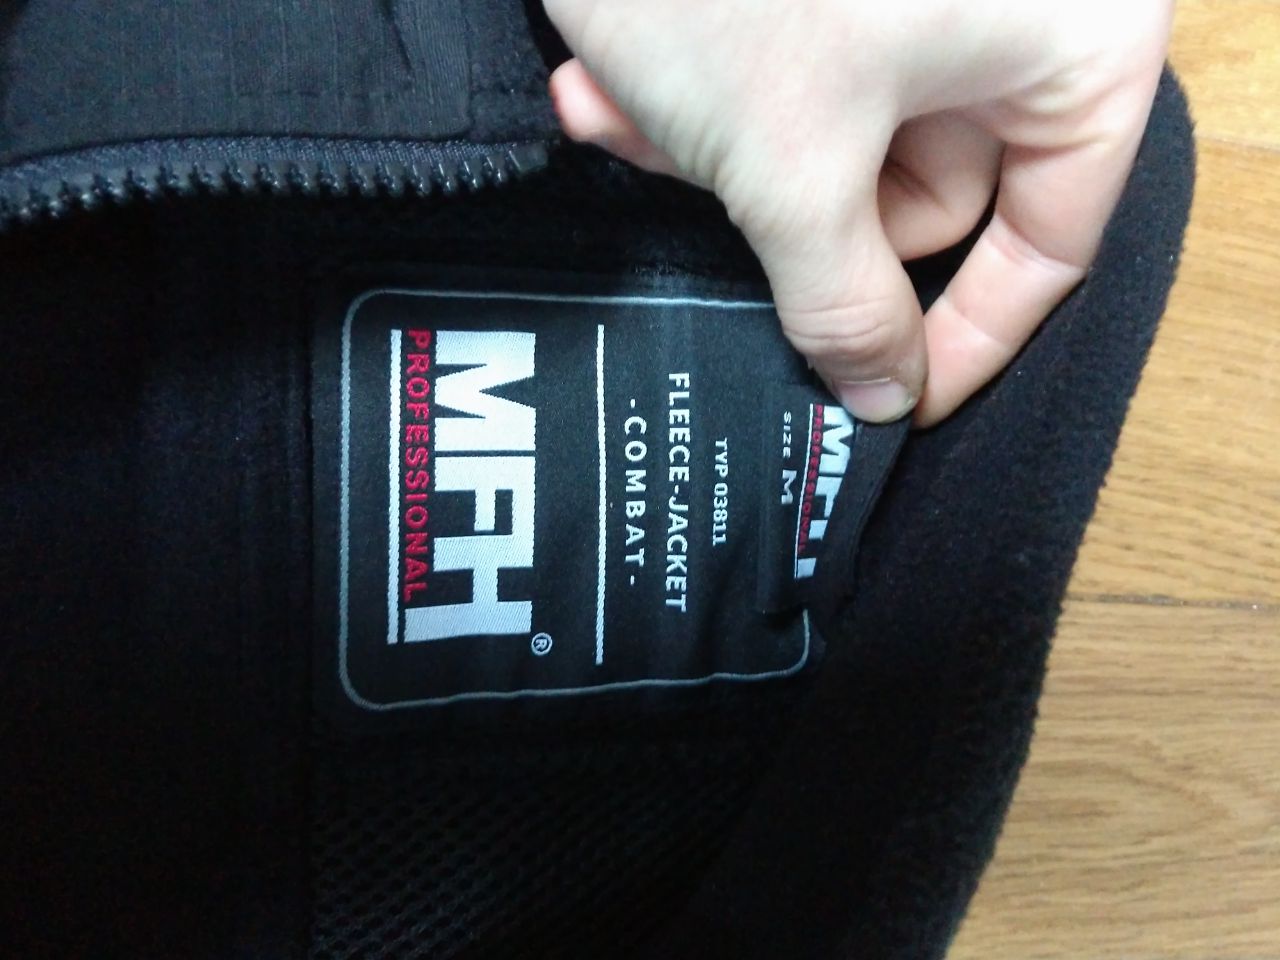 MFH
PROFESSIONAL
SIZE M
TYP 03811
FLEECE-JACKET
-COMBAT-
MFH®
PROFESSIONAL